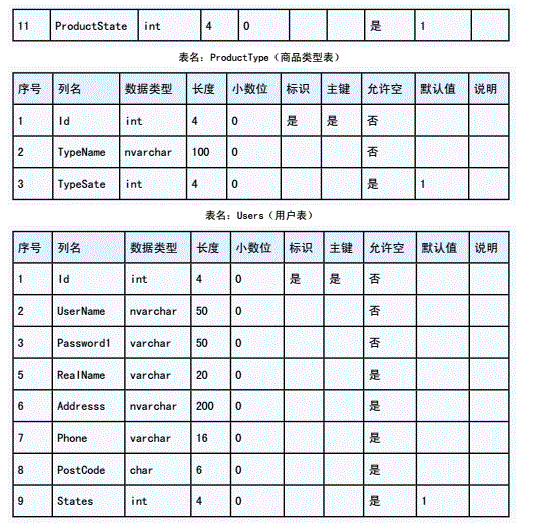 11 ProductState int 4 0 是 1
表名: ProductType（商品类型表）
序号 列名 数据类型 长度 小数位 标识 主键 允许空 默认值 说明
1 Id int 4 0 是 是 否
2 TypeName nvarchar 100 0 否
3 TypeSate int 4 0 是 1
表名: Users（用户表）
序号 列名 数据类型 长度 小数位 标识 主键 允许空 默认值 说明
1 Id int 4 0 是 是 否
2 UserName nvarchar 50 0 否
3 Password1 varchar 50 0 否
5 RealName varchar 20 0 是
6 Addresss nvarchar 200 0 是
7 Phone varchar 16 0 是
8 PostCode char 6 0 是
9 States int 4 0 是 1